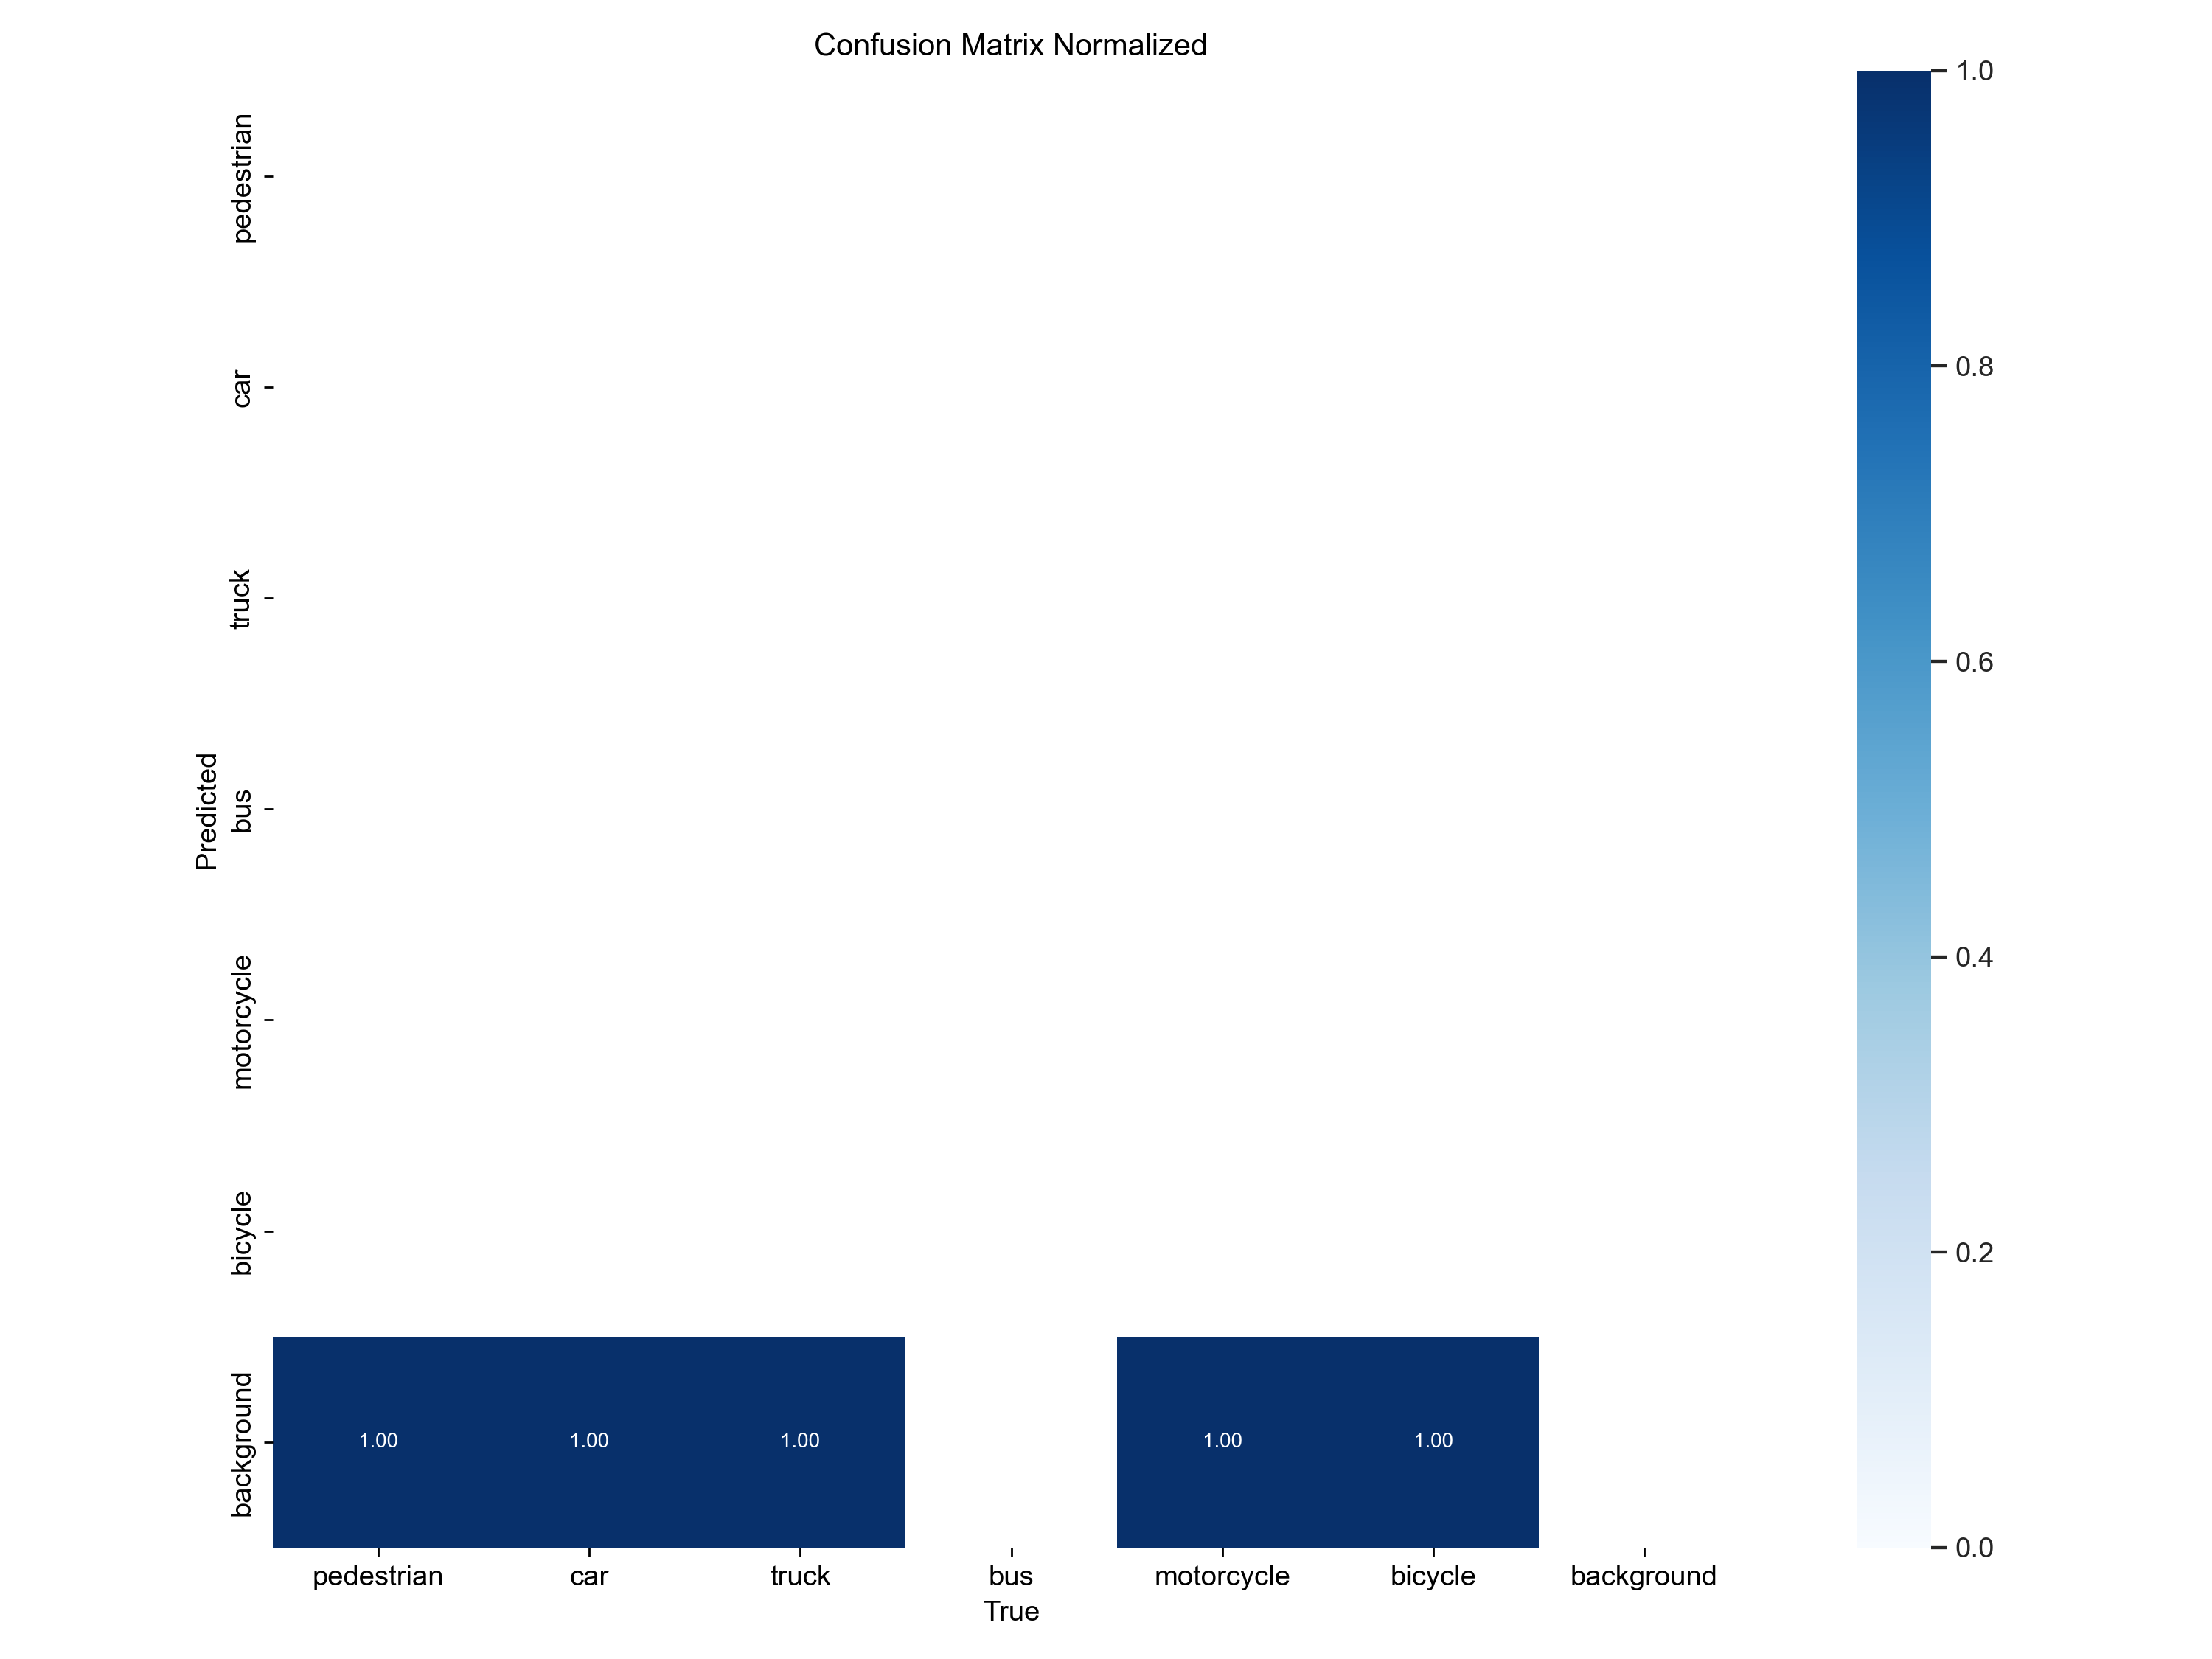 Confusion Matrix Normalized
pedestrian
car
truck
bus
motorcycle
bicycle
background
Predicted
1.00 1.00 1.00 1.00 1.00
pedestrian car truck bus motorcycle bicycle background
True
1.0
0.8
0.6
0.4
0.2
0.0